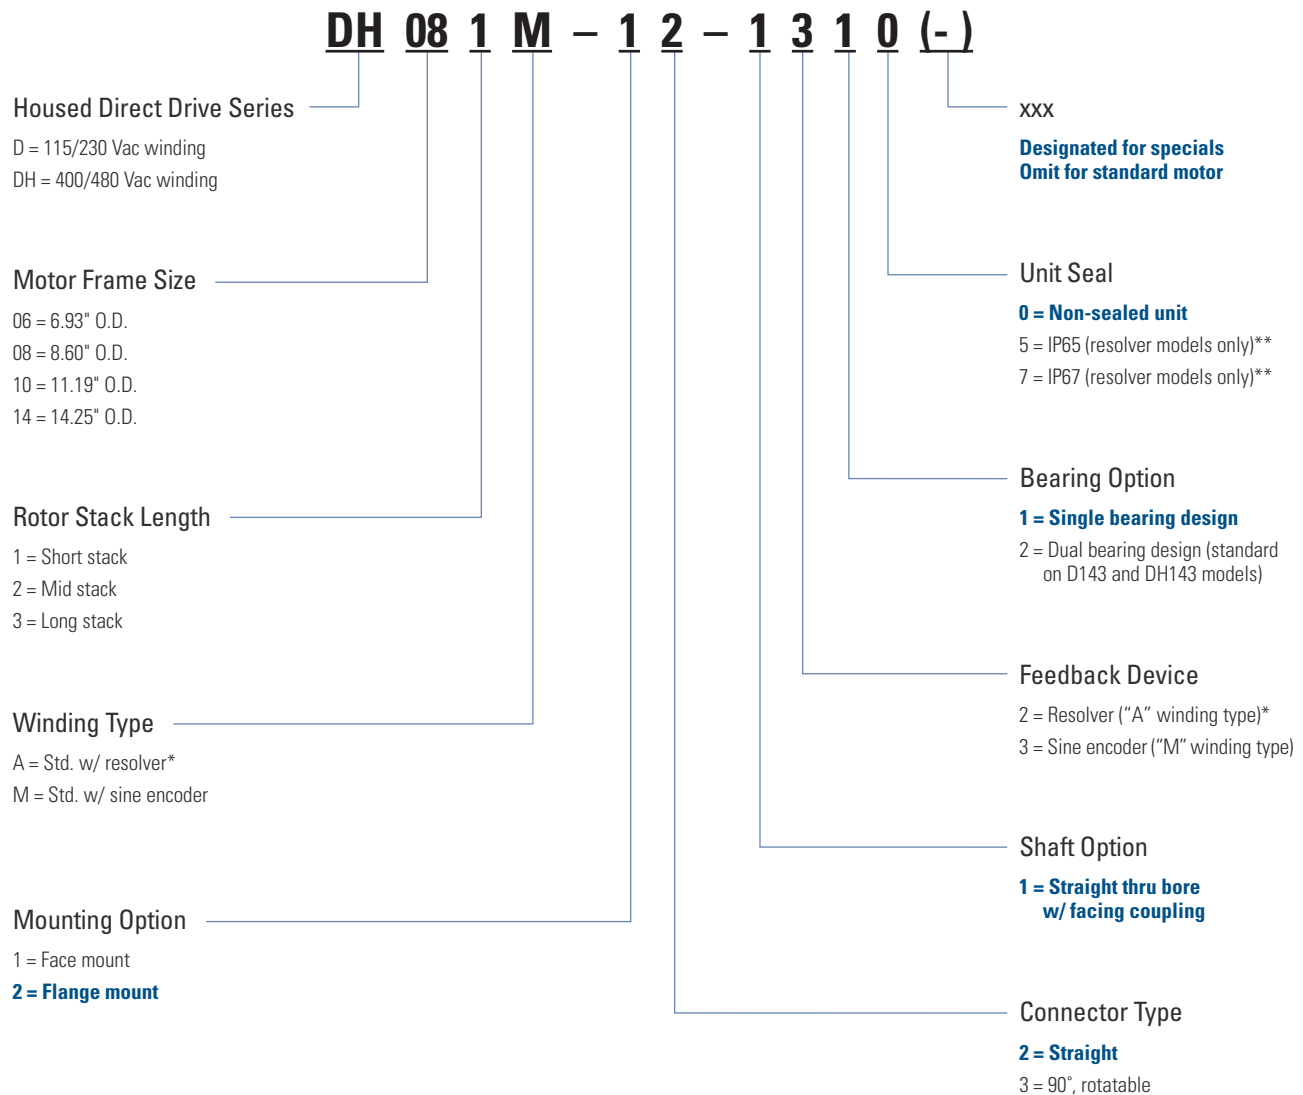 DH 08 1 M – 1 2 – 1 3 1 0 (- )
Housed Direct Drive Series
D = 115/230 Vac winding
DH = 400/480 Vac winding
Motor Frame Size
06 = 6.93" O.D.
08 = 8.60" O.D.
10 = 11.19" O.D.
14 = 14.25" O.D.
Rotor Stack Length
1 = Short stack
2 = Mid stack
3 = Long stack
Winding Type
A = Std. w/ resolver*
M = Std. w/ sine encoder
Mounting Option
1 = Face mount
2 = Flange mount
xxx
Designated for specials
Omit for standard motor
Unit Seal
0 = Non-sealed unit
5 = IP65 (resolver models only)**
7 = IP67 (resolver models only)**
Bearing Option
1 = Single bearing design
2 = Dual bearing design (standard
on D143 and DH143 models)
Feedback Device
2 = Resolver (“A” winding type)*
3 = Sine encoder (“M” winding type)
Shaft Option
1 = Straight thru bore
w/ facing coupling
Connector Type
2 = Straight
3 = 90˚, rotatable